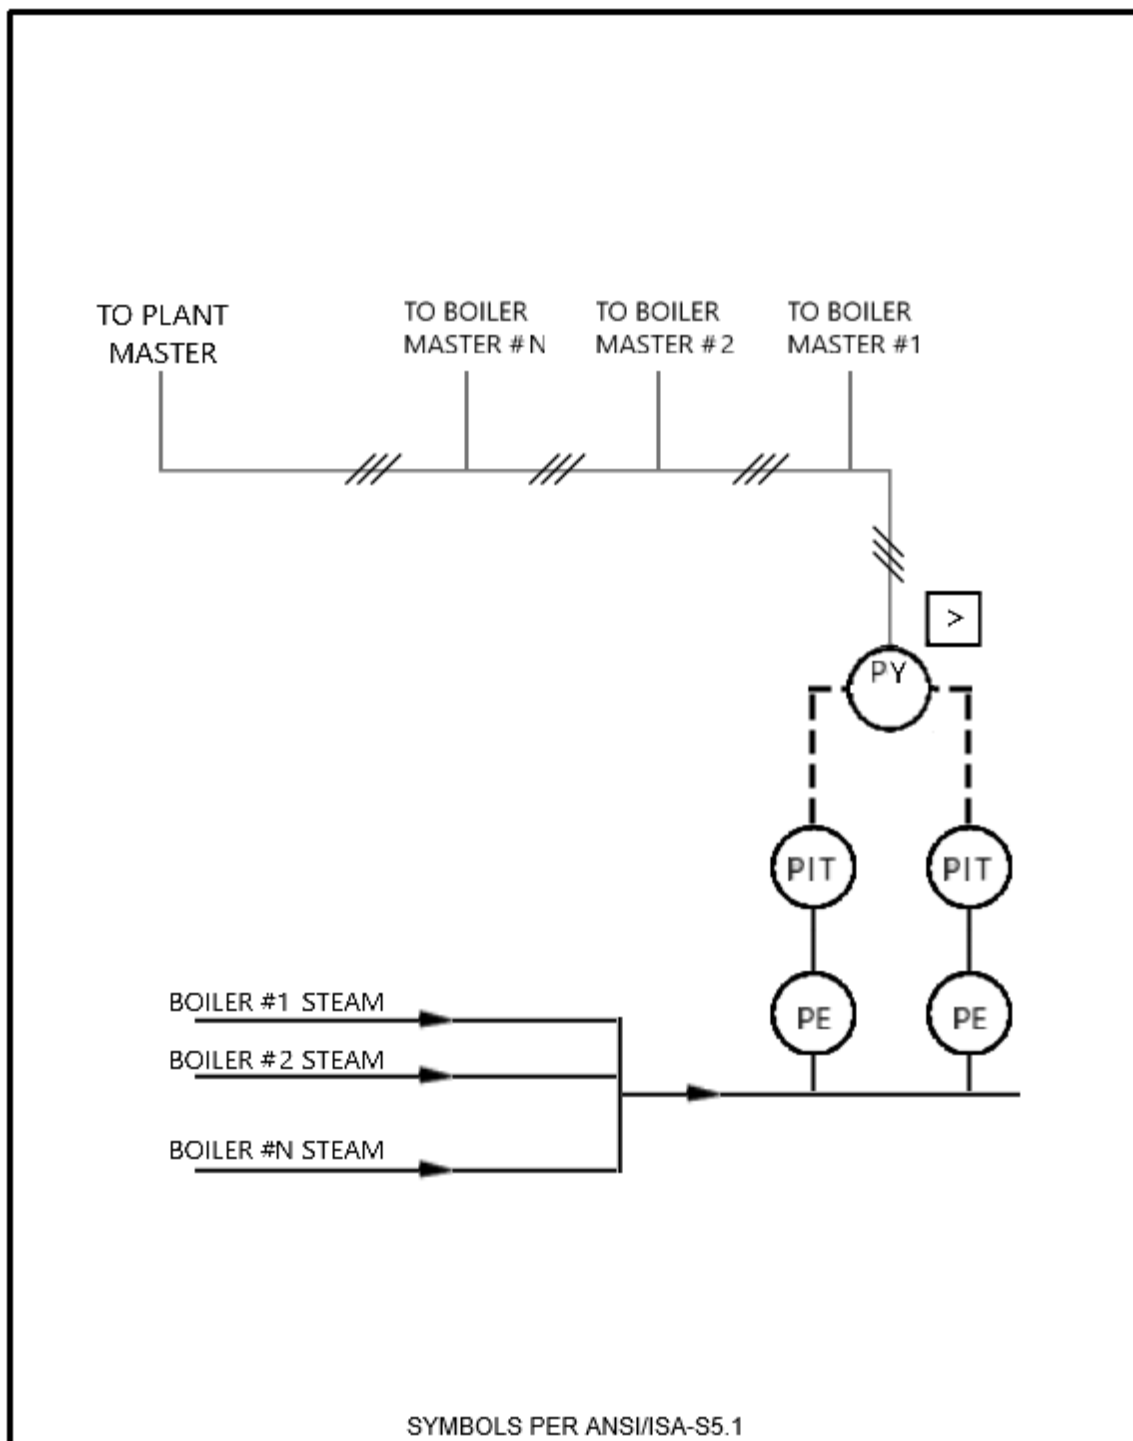 TO PLANT
MASTER
TO BOILER
MASTER #N
TO BOILER
MASTER #2
TO BOILER
MASTER #1
>
PY
PIT
PIT
PE
PE
BOILER #1 STEAM
BOILER #2 STEAM
BOILER #N STEAM
SYMBOLS PER ANSI/ISA-S5.1